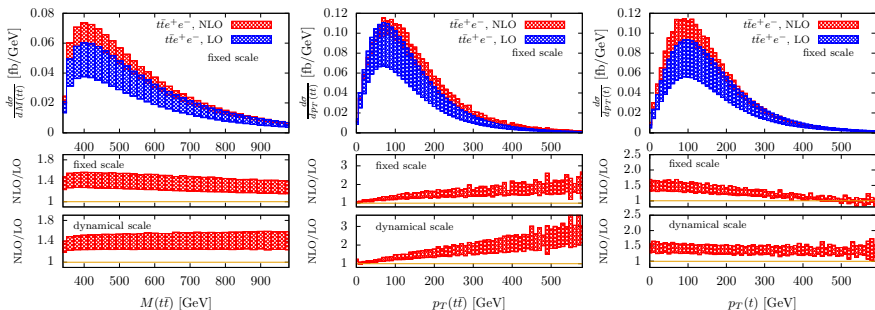 0.08
0.06
0.04
0.02
0
dσ/dM(tt̄) [fb/GeV]
tt̄e⁺e⁻, NLO
tt̄e⁺e⁻, LO
fixed scale
1.8
1.4
1
NLO/LO
fixed scale
1.8
1.4
1
NLO/LO
dynamical scale
400 500 600 700 800 900
M(tt̄) [GeV]
0.12
0.10
0.08
0.06
0.04
0.02
0
dσ/dp_T(tt̄) [fb/GeV]
tt̄e⁺e⁻, NLO
tt̄e⁺e⁻, LO
fixed scale
3
2
1
NLO/LO
fixed scale
3
2
1
NLO/LO
dynamical scale
0 100 200 300 400 500
p_T(tt̄) [GeV]
0.12
0.10
0.08
0.06
0.04
0.02
0
dσ/dp_T(t) [fb/GeV]
tt̄e⁺e⁻, NLO
tt̄e⁺e⁻, LO
fixed scale
2.5
2.0
1.5
1
NLO/LO
fixed scale
2.5
2.0
1.5
1
NLO/LO
dynamical scale
0 100 200 300 400 500
p_T(t) [GeV]